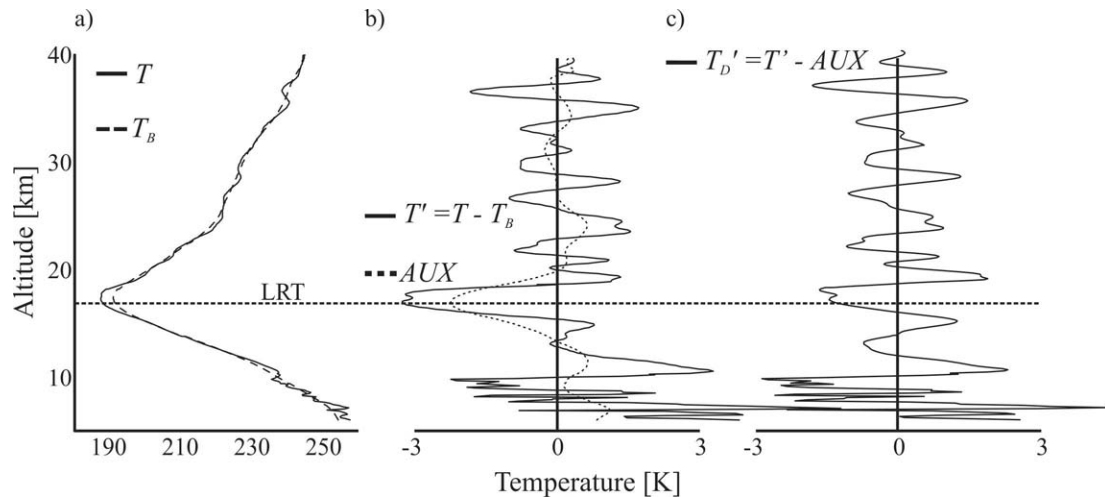 a) b) c)
40
T
T_D' = T' - AUX
T_B
30
T' = T - T_B
AUX
20
LRT
10
Altitude [km]
190 210 230 250 -3 0 3 -3 0 3
Temperature [K]